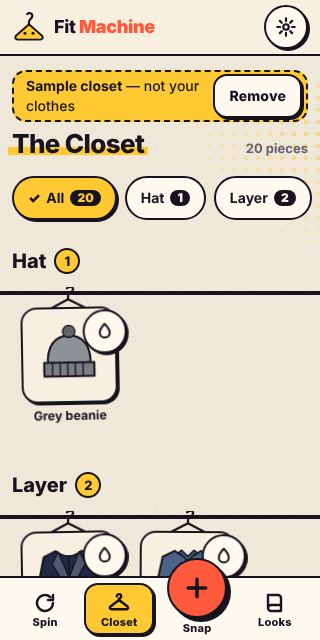 Fit Machine
Sample closet — not your
clothes
Remove
The Closet
20 pieces
All 20
Hat 1
Layer 2
Hat 1
Grey beanie
Layer 2
Spin
Closet
Snap
Looks